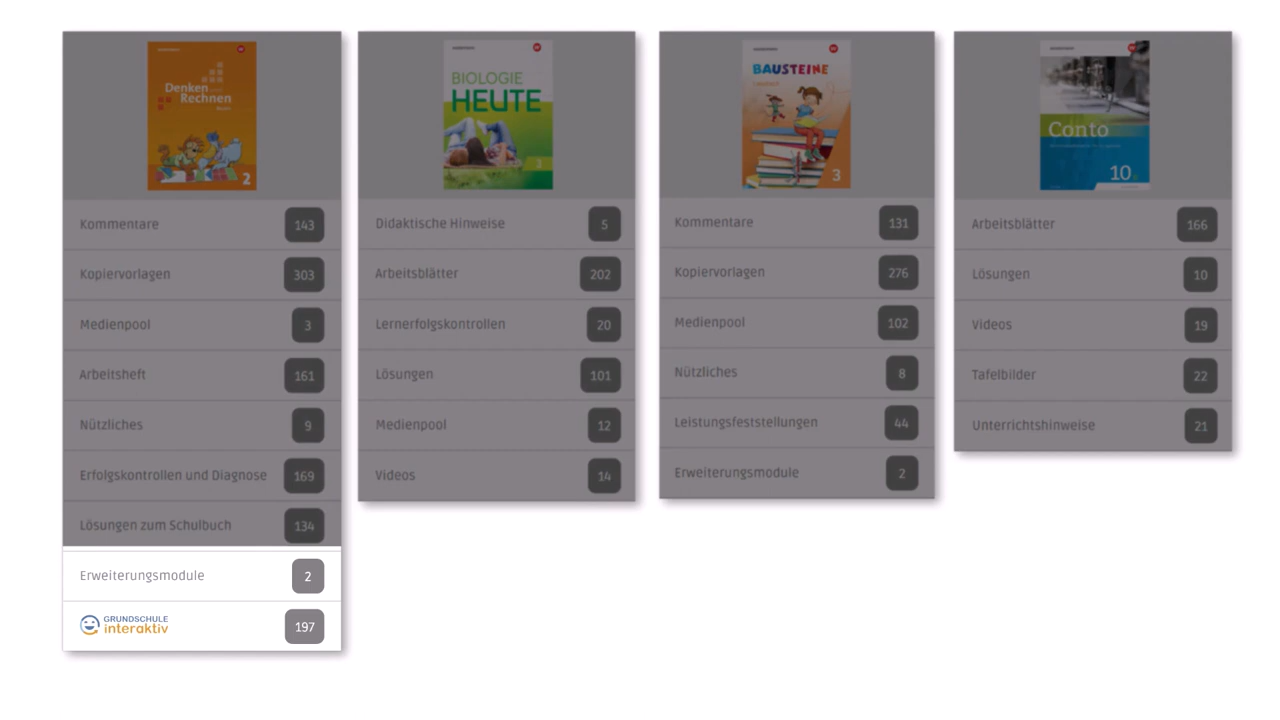 Denken und
Rechnen
2
Kommentare 143
Kopiervorlagen 303
Medienpool 3
Arbeitsheft 161
Nützliches 9
Erfolgskontrollen und Diagnose 169
Lösungen zum Schulbuch 134
Erweiterungsmodule 2
GRUNDSCHULE
interaktiv 197
BIOLOGIE
HEUTE
Didaktische Hinweise 5
Arbeitsblätter 202
Lernerfolgskontrollen 20
Lösungen 101
Medienpool 12
Videos 14
BAUSTEINE
3
Kommentare 131
Kopiervorlagen 276
Medienpool 102
Nützliches 8
Leistungsfeststellungen 44
Erweiterungsmodule 2
Conto
10
Arbeitsblätter 166
Lösungen 10
Videos 19
Tafelbilder 22
Unterrichtshinweise 21